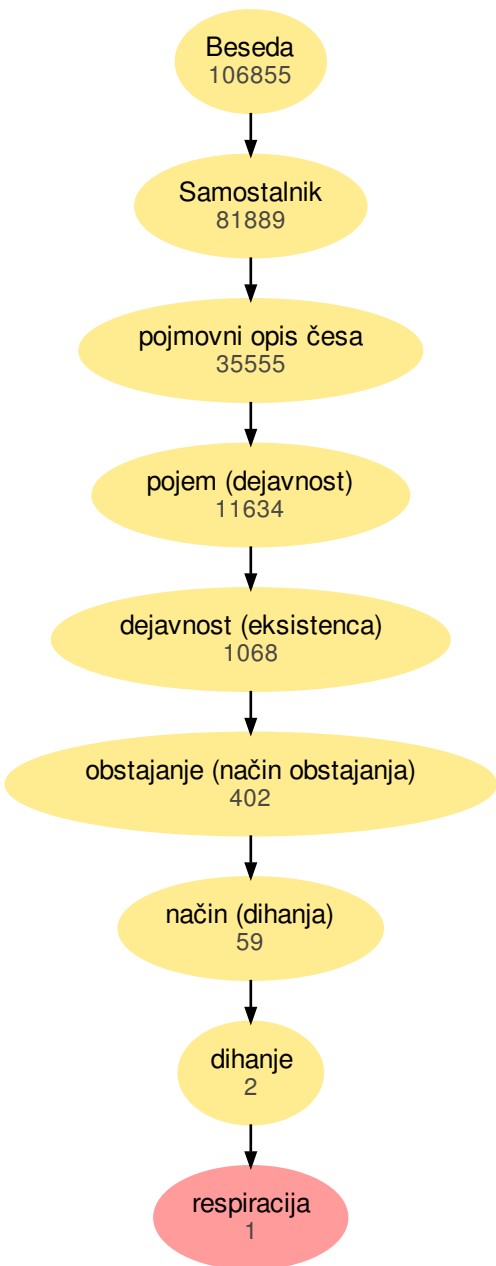 Beseda
106855
Samostalnik
81889
pojmovni opis česa
35555
pojem (dejavnost)
11634
dejavnost (eksistenca)
1068
obstajanje (način obstajanja)
402
način (dihanja)
59
dihanje
2
respiracija
1